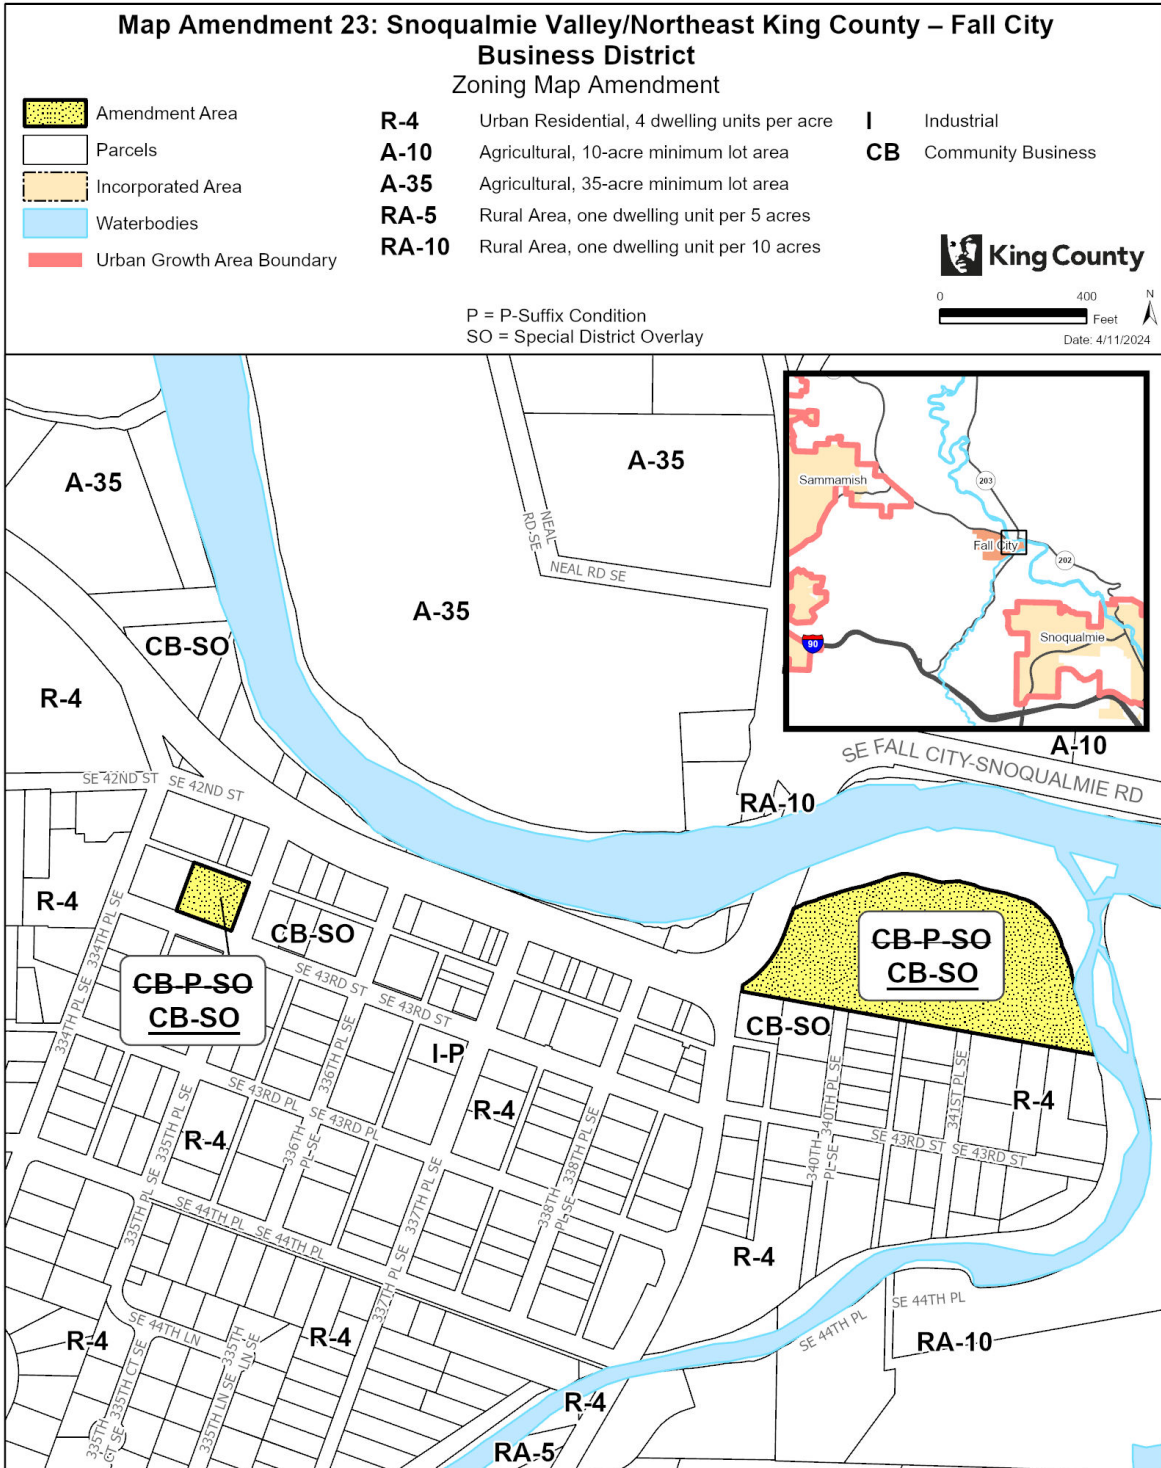 Map Amendment 23: Snoqualmie Valley/Northeast King County – Fall City
Business District
Zoning Map Amendment
Amendment Area
Parcels
Incorporated Area
Waterbodies
Urban Growth Area Boundary
R-4 Urban Residential, 4 dwelling units per acre
A-10 Agricultural, 10-acre minimum lot area
A-35 Agricultural, 35-acre minimum lot area
RA-5 Rural Area, one dwelling unit per 5 acres
RA-10 Rural Area, one dwelling unit per 10 acres
I Industrial
CB Community Business
P = P-Suffix Condition
SO = Special District Overlay
King County
0 400
Feet
N
Date: 4/11/2024
A-35
A-35
A-35
NEAL
RD SE
NEAL RD SE
Sammamish
203
Fall City
202
Snoqualmie
90
CB-SO
R-4
A-10
SE FALL CITY-SNOQUALMIE RD
RA-10
SE 42ND ST
SE 42ND ST
R-4
334TH PL SE
334TH PL SE
CB-SO
CB-P-SO
CB-SO
CB-P-SO
CB-SO
SE 43RD ST
SE 43RD ST
CB-SO
I-P
336TH PL SE
336TH
PL SE
SE 43RD PL
SE 43RD PL
R-4
R-4
R-4
335TH PL SE
335TH PL SE
337TH PL SE
337TH PL SE
338TH PL SE
338TH
PL SE
340TH PL SE
340TH
PL SE
341ST PL SE
SE 43RD ST
SE 43RD ST
SE 44TH PL
SE 44TH PL
R-4
SE 44TH PL
SE 44TH PL
RA-10
SE 44TH LN
R-4
R-4
335TH CT SE
335TH
CT SE
335TH
LN SE
335TH LN SE
R-4
RA-5